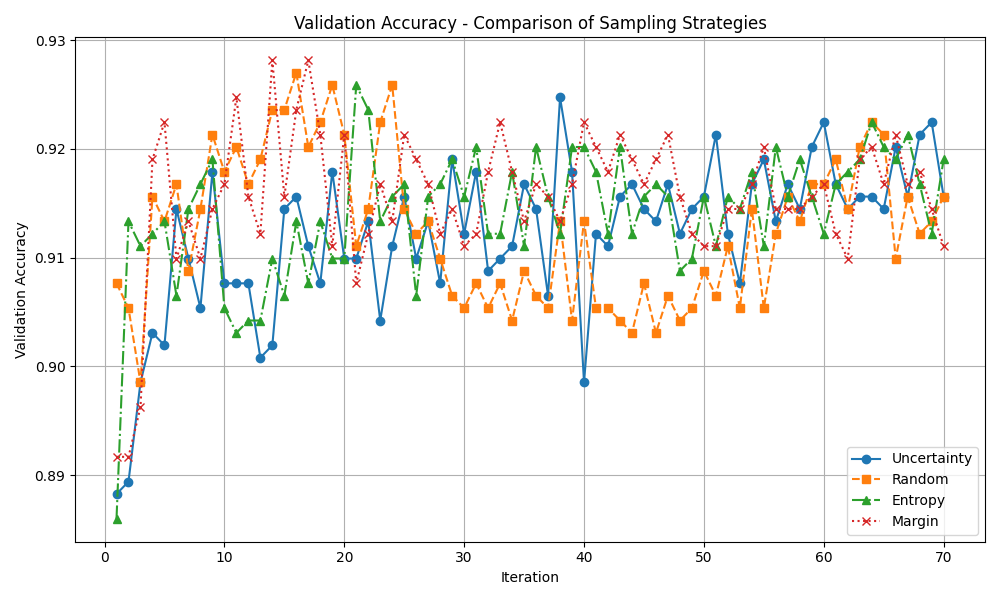 Validation Accuracy - Comparison of Sampling Strategies
Validation Accuracy
0.93
0.92
0.91
0.90
0.89
0
10
20
30
40
50
60
70
Iteration
Uncertainty
Random
Entropy
Margin